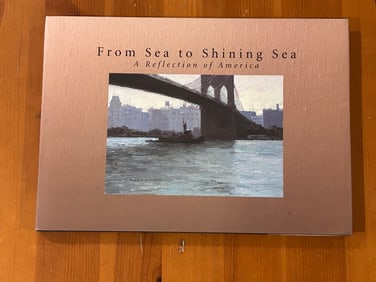 From Sea to Shining Sea
A Reflection of America